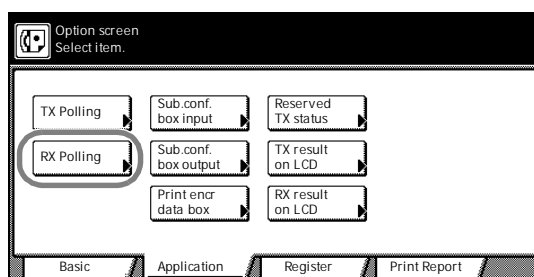 Option screen
Select item.
TX Polling
Sub.conf.
box input
Reserved
TX status
RX Polling
Sub.conf.
box output
TX result
on LCD
Print encr
data box
RX result
on LCD
Basic
Application
Register
Print Report